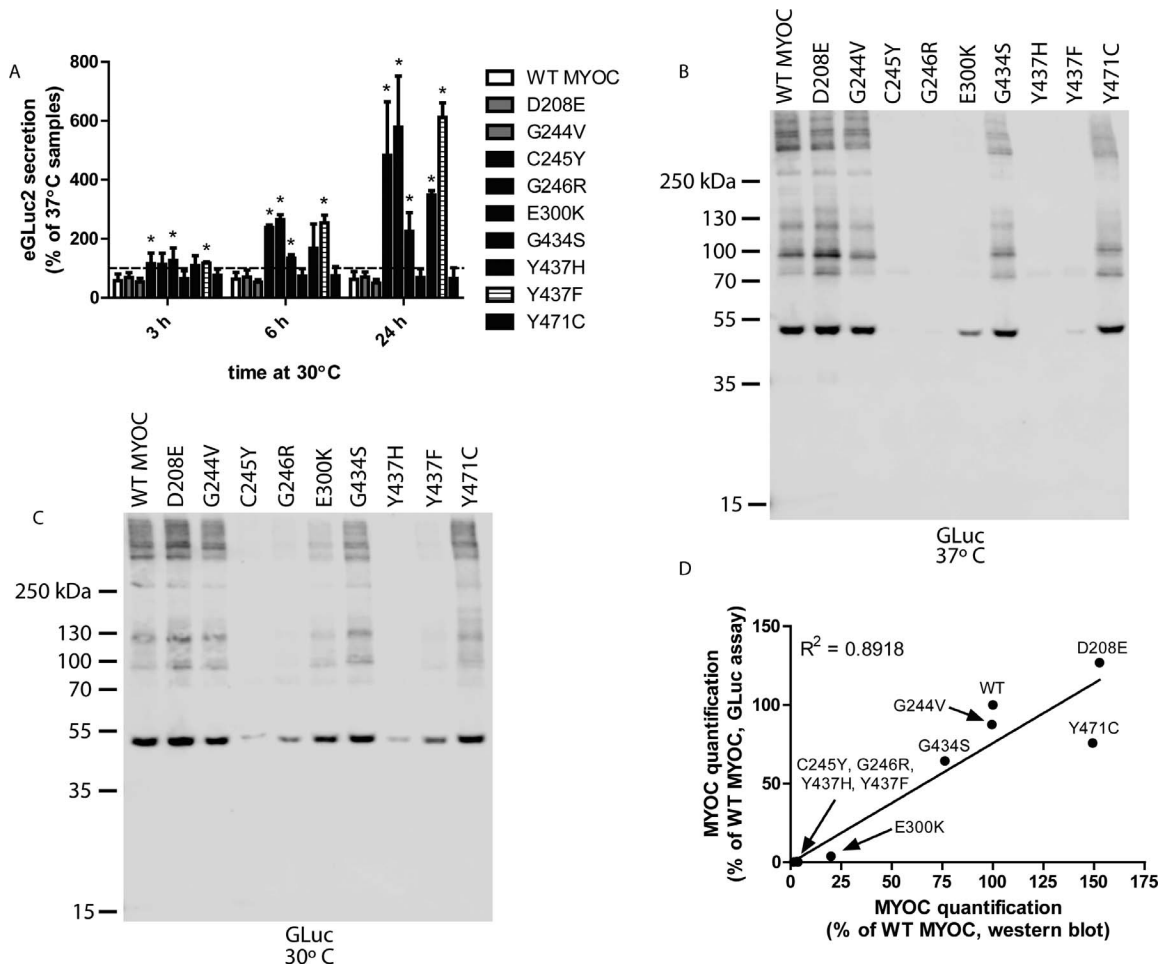 A
eGLuc2 secretion
(% of 37°C samples)
800
600
400
200
0
3 h
6 h
24 h
time at 30°C
* * * * * * * * * * * *
WT MYOC
D208E
G244V
C245Y
G246R
E300K
G434S
Y437H
Y437F
Y471C
B
WT MYOC
D208E
G244V
C245Y
G246R
E300K
G434S
Y437H
Y437F
Y471C
250 kDa
130
100
70
55
35
15
GLuc
37º C
C
WT MYOC
D208E
G244V
C245Y
G246R
E300K
G434S
Y437H
Y437F
Y471C
250 kDa
130
100
70
55
35
15
GLuc
30º C
D
MYOC quantification
(% of WT MYOC, GLuc assay)
150
100
50
0
R² = 0.8918
D208E
WT
G244V
Y471C
G434S
C245Y, G246R,
Y437H, Y437F
E300K
0 25 50 75 100 125 150 175
MYOC quantification
(% of WT MYOC, western blot)